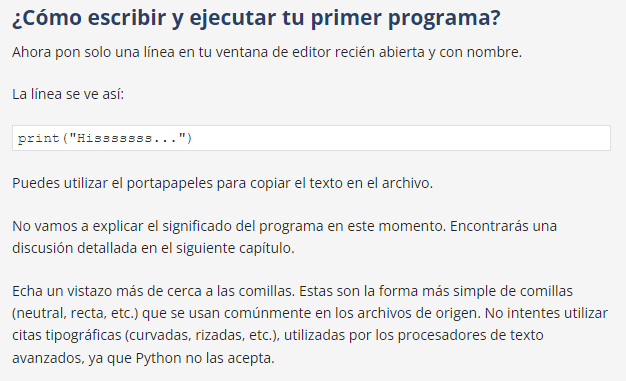 ¿Cómo escribir y ejecutar tu primer programa?
Ahora pon solo una línea en tu ventana de editor recién abierta y con nombre.
La línea se ve así:
print("Hisssssss...")
Puedes utilizar el portapapeles para copiar el texto en el archivo.
No vamos a explicar el significado del programa en este momento. Encontrarás una
discusión detallada en el siguiente capítulo.
Echa un vistazo más de cerca a las comillas. Estas son la forma más simple de comillas
(neutral, recta, etc.) que se usan comúnmente en los archivos de origen. No intentes utilizar
citas tipográficas (curvadas, rizadas, etc.), utilizadas por los procesadores de texto
avanzados, ya que Python no las acepta.